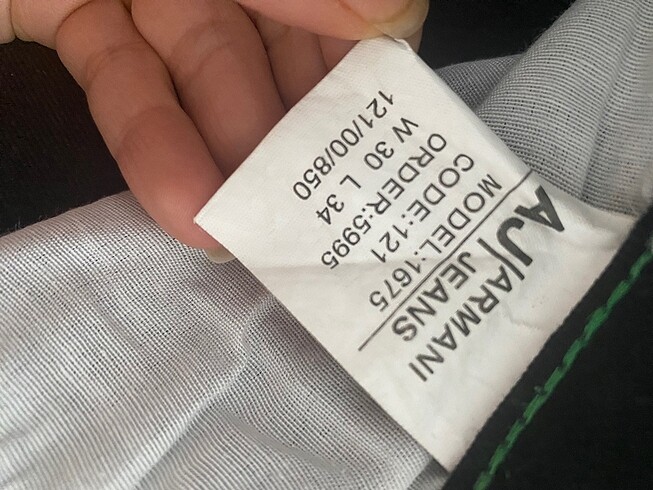 AJ|ARMANI
JEANS
MODEL:1675
CODE:121
ORDER:5995
W 30 L 34
121/00/850